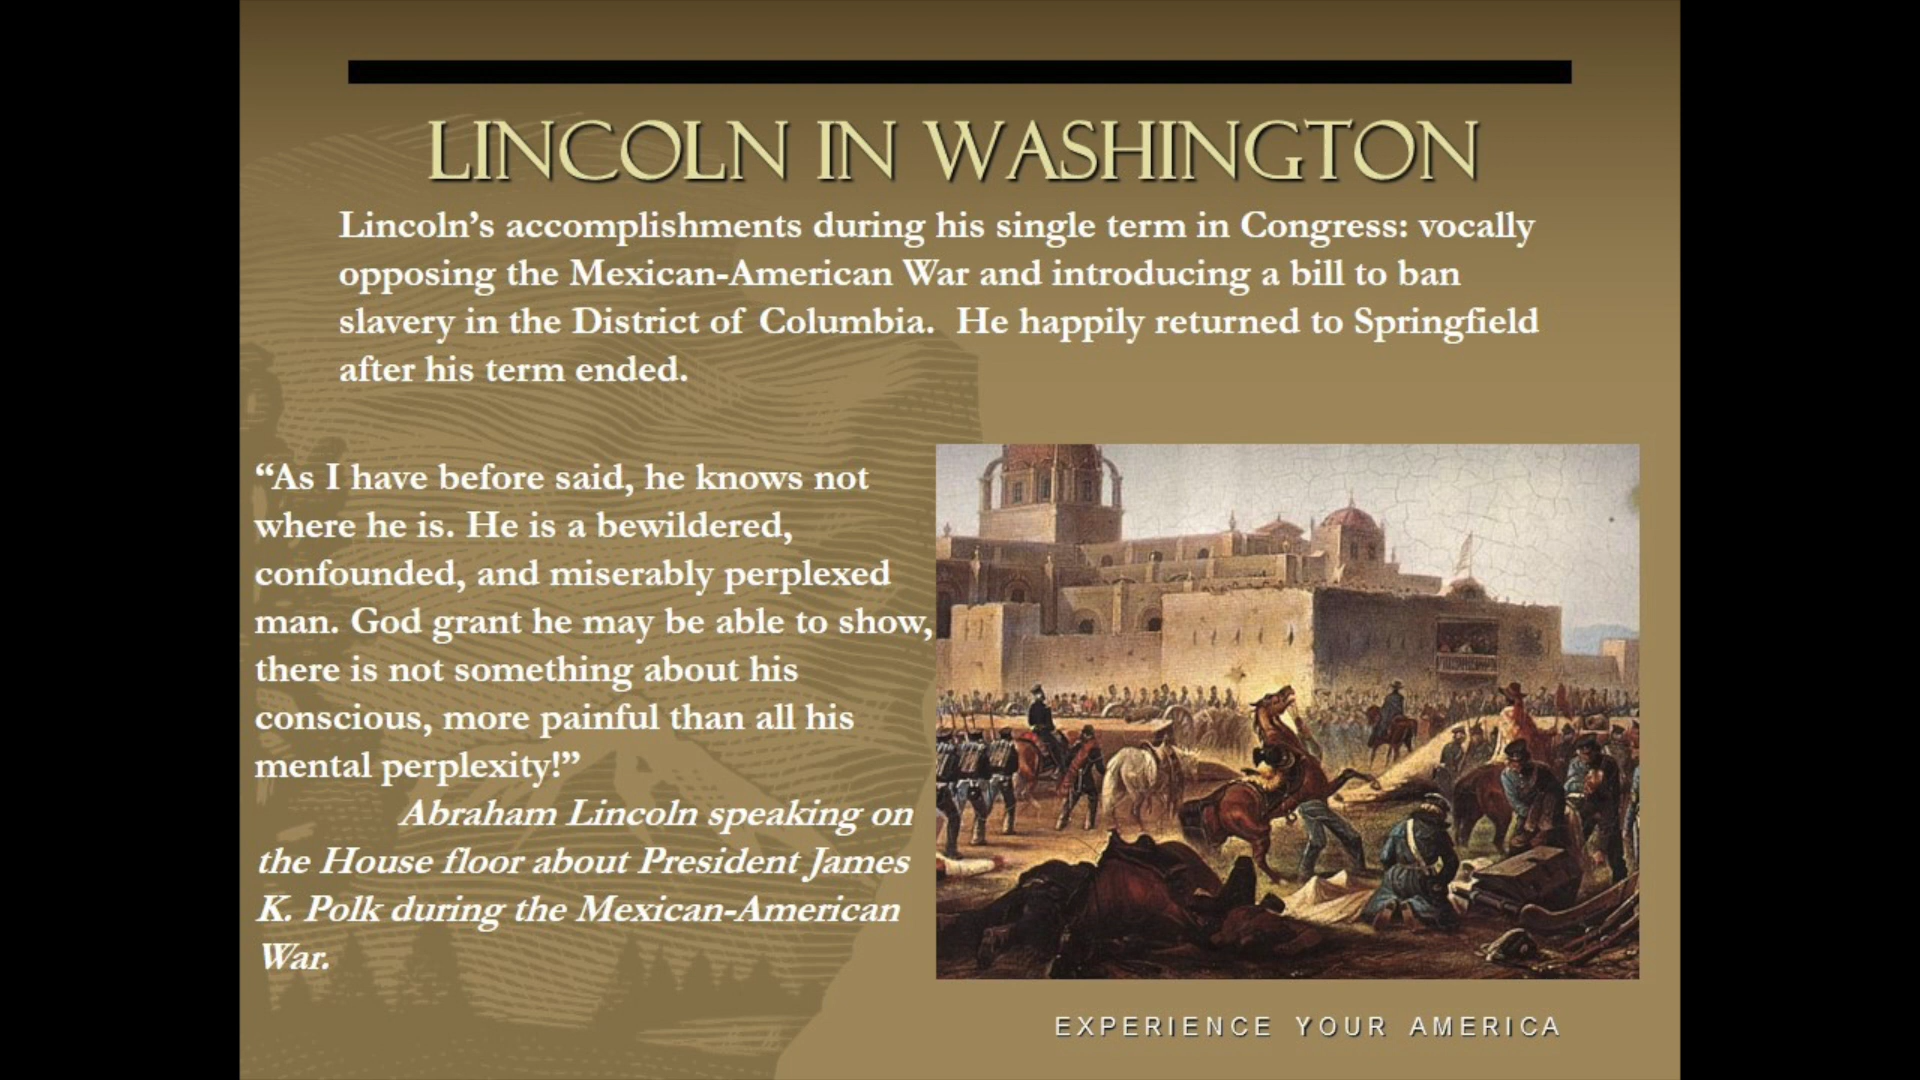 LINCOLN IN WASHINGTON
Lincoln’s accomplishments during his single term in Congress: vocally
opposing the Mexican-American War and introducing a bill to ban
slavery in the District of Columbia.  He happily returned to Springfield
after his term ended.
“As I have before said, he knows not
where he is. He is a bewildered,
confounded, and miserably perplexed
man. God grant he may be able to show,
there is not something about his
conscious, more painful than all his
mental perplexity!”
Abraham Lincoln speaking on
the House floor about President James
K. Polk during the Mexican-American
War.
EXPERIENCE YOUR AMERICA